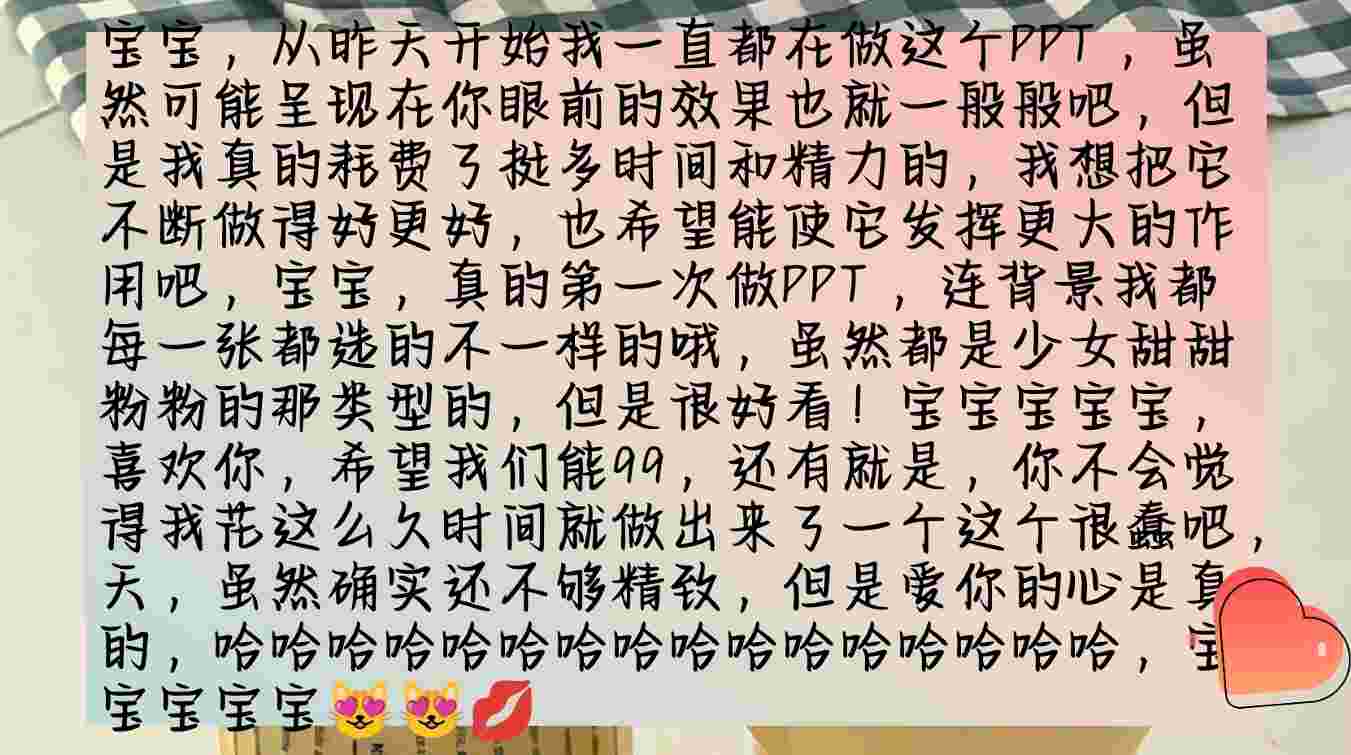 宝宝，从昨天开始我一直都在做这个PPT，虽
然可能呈现在你眼前的效果也就一般般吧，但
是我真的耗费了挺多时间和精力的，我想把它
不断做得好更好，也希望能使它发挥更大的作
用吧，宝宝，真的第一次做PPT，连背景我都
每一张都选的不一样的哦，虽然都是少女甜甜
粉粉的那类型的，但是很好看！宝宝宝宝宝，
喜欢你，希望我们能99，还有就是，你不会觉
得我花这么久时间就做出来了一个这个很蠢吧，
天，虽然确实还不够精致，但是爱你的心是真
的，哈哈哈哈哈哈哈哈哈哈哈哈哈哈哈哈，宝
宝宝宝宝😻😻💋